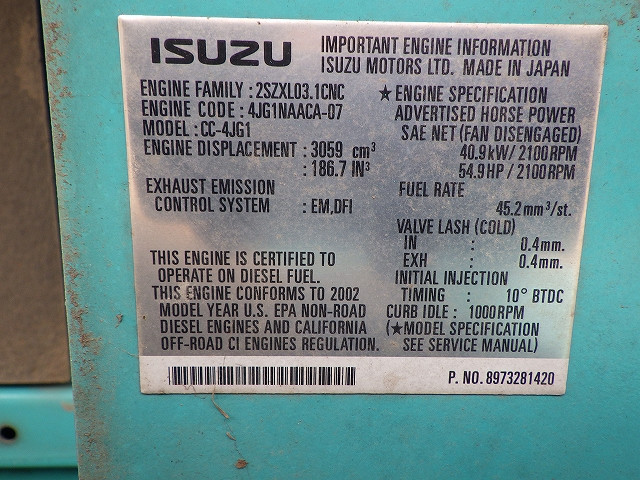 ISUZU
IMPORTANT ENGINE INFORMATION
ISUZU MOTORS LTD. MADE IN JAPAN
ENGINE FAMILY : 2SZXL03.1CNC
ENGINE CODE : 4JG1NAACA-07
MODEL : CC-4JG1
ENGINE DISPLACEMENT : 3059 cm³
: 186.7 IN³
EXHAUST EMISSION
CONTROL SYSTEM : EM,DFI
THIS ENGINE IS CERTIFIED TO
OPERATE ON DIESEL FUEL.
THIS ENGINE CONFORMS TO 2002
MODEL YEAR U.S. EPA NON-ROAD
DIESEL ENGINES AND CALIFORNIA
OFF-ROAD CI ENGINES REGULATION.
★ ENGINE SPECIFICATION
ADVERTISED HORSE POWER
SAE NET (FAN DISENGAGED)
40.9kW / 2100RPM
54.9HP / 2100RPM
FUEL RATE
45.2mm³/st.
VALVE LASH (COLD)
IN : 0.4mm.
EXH : 0.4mm.
INITIAL INJECTION
TIMING : 10° BTDC
CURB IDLE : 1000RPM
(★MODEL SPECIFICATION
SEE SERVICE MANUAL)
P. NO. 8973281420